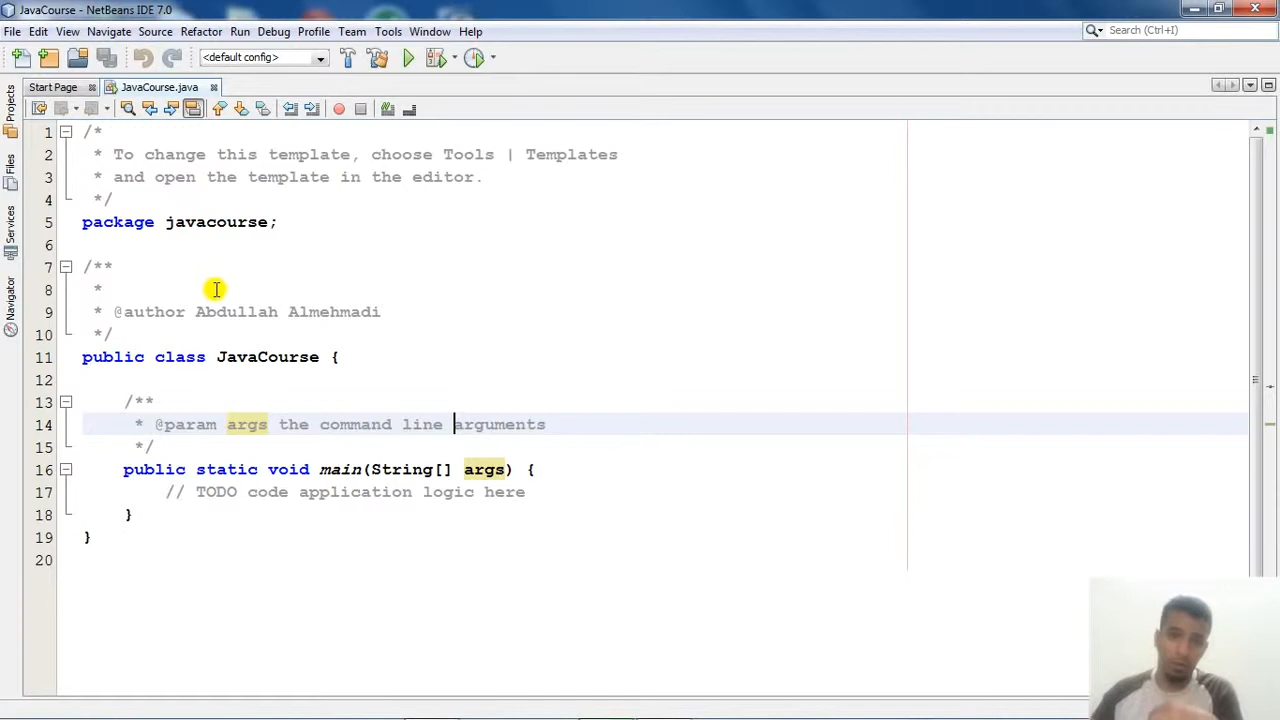 JavaCourse - NetBeans IDE 7.0
File Edit View Navigate Source Refactor Run Debug Profile Team Tools Window Help
Search (Ctrl+I)
<default config>
Start Page JavaCourse.java
Projects
Files
Services
Navigator
1 /*
2 * To change this template, choose Tools | Templates
3 * and open the template in the editor.
4 */
5 package javacourse;
6
7 /**
8 *
9 * @author Abdullah Almehmadi
10 */
11 public class JavaCourse {
12
13 /**
14 * @param args the command line arguments
15 */
16 public static void main(String[] args) {
17 // TODO code application logic here
18 }
19 }
20